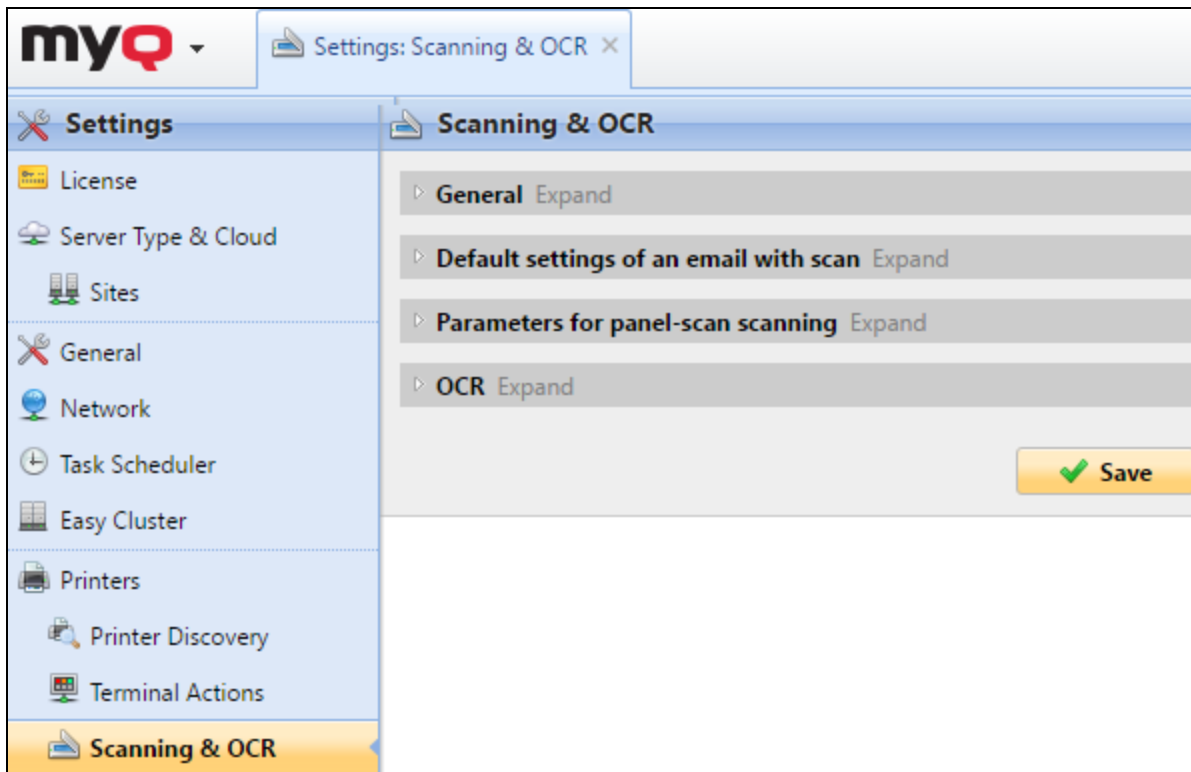 myQ
Settings: Scanning & OCR
Settings
License
Server Type & Cloud
Sites
General
Network
Task Scheduler
Easy Cluster
Printers
Printer Discovery
Terminal Actions
Scanning & OCR
Scanning & OCR
General Expand
Default settings of an email with scan Expand
Parameters for panel-scan scanning Expand
OCR Expand
Save